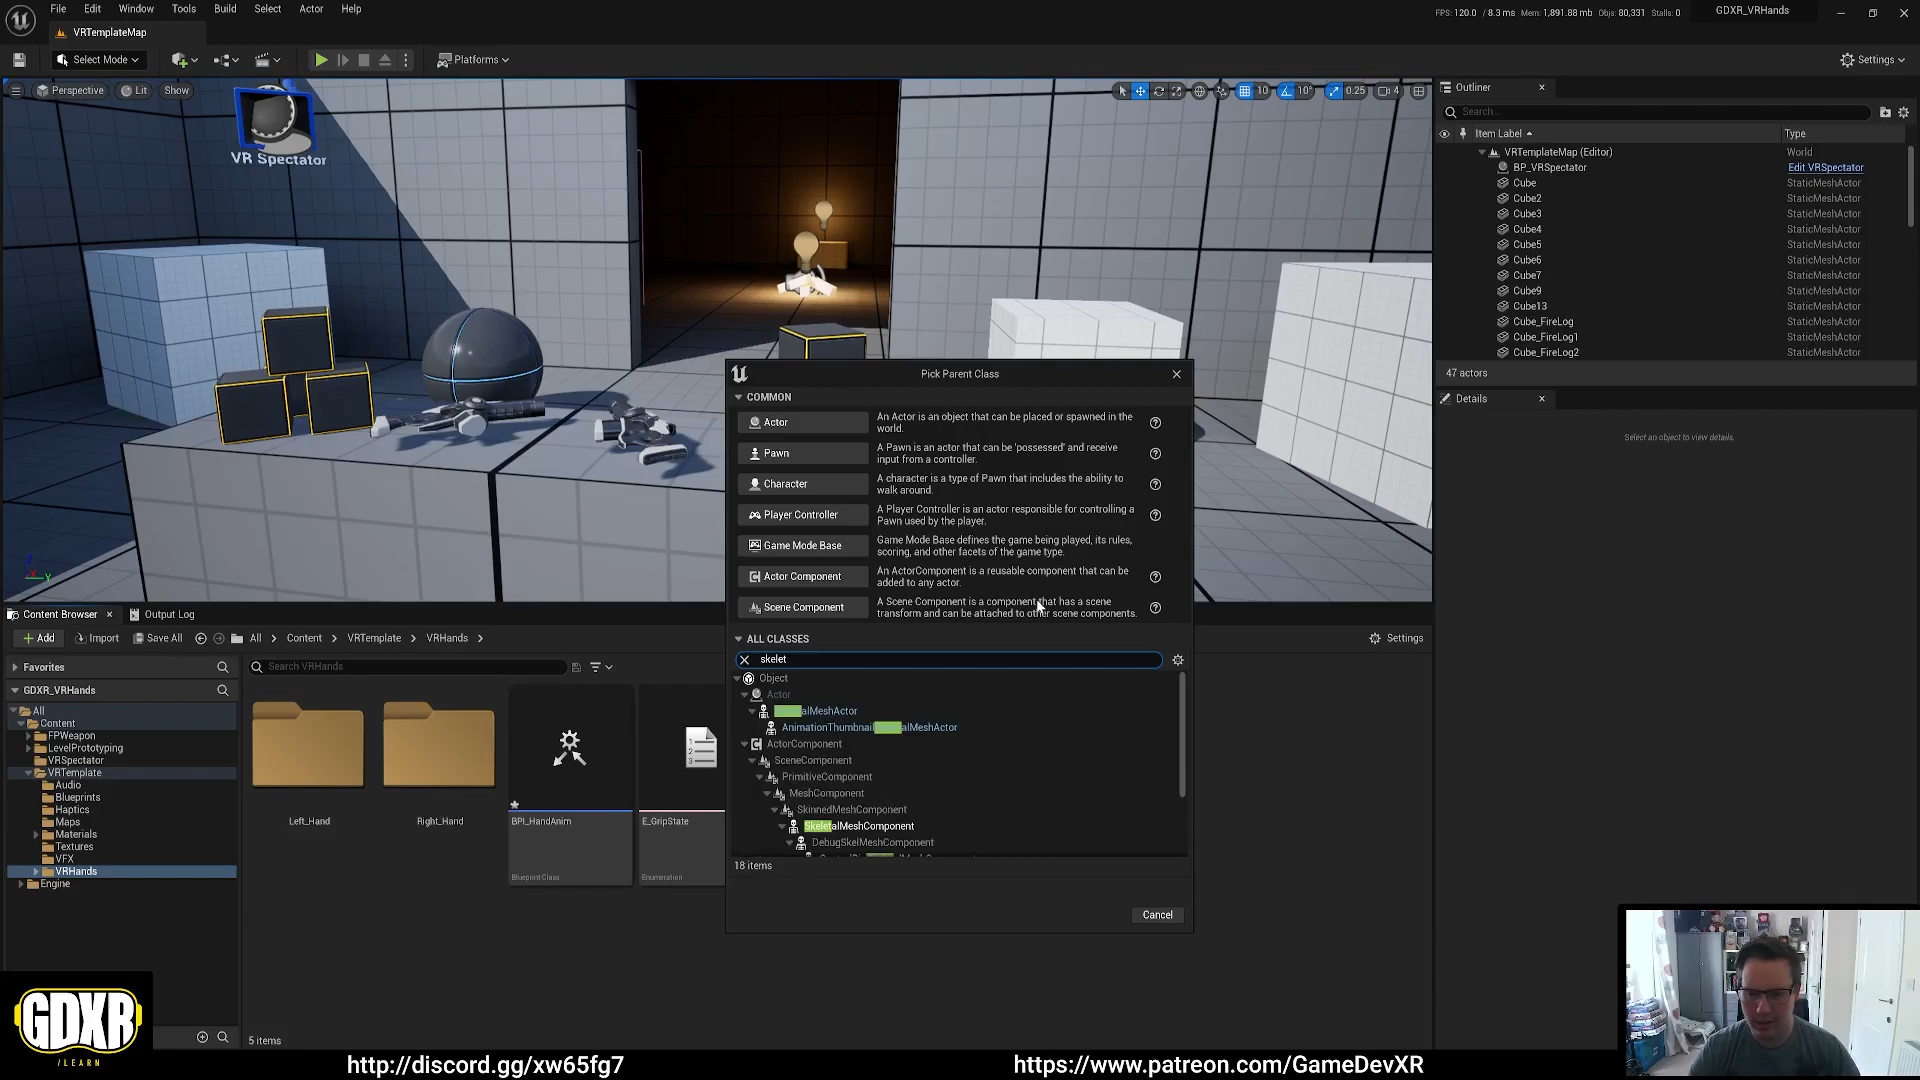 File Edit Window Tools Build Select Actor Help
FPS: 120.0 / 8.3 ms Mem: 1,891.88 mb Objs: 80,331 Stalls: 0
GDXR_VRHands
VRTemplateMap
Select Mode
Platforms
Settings
Perspective Lit Show
10 10° 0.25 4
VR Spectator
Outliner
Search...
Item Label Type
VRTemplateMap (Editor) World
BP_VRSpectator Edit VRSpectator
Cube StaticMeshActor
Cube2 StaticMeshActor
Cube3 StaticMeshActor
Cube4 StaticMeshActor
Cube5 StaticMeshActor
Cube6 StaticMeshActor
Cube7 StaticMeshActor
Cube9 StaticMeshActor
Cube13 StaticMeshActor
Cube_FireLog StaticMeshActor
Cube_FireLog1 StaticMeshActor
Cube_FireLog2 StaticMeshActor
47 actors
Details
Select an object to view details.
Pick Parent Class
COMMON
Actor
An Actor is an object that can be placed or spawned in the
world.
Pawn
A Pawn is an actor that can be 'possessed' and receive
input from a controller.
Character
A character is a type of Pawn that includes the ability to
walk around.
Player Controller
A Player Controller is an actor responsible for controlling a
Pawn used by the player.
Game Mode Base
Game Mode Base defines the game being played, its rules,
scoring, and other facets of the game type.
Actor Component
An ActorComponent is a reusable component that can be
added to any actor.
Scene Component
A Scene Component is a component that has a scene
transform and can be attached to other scene components.
ALL CLASSES
skelet
Object
Actor
alMeshActor
AnimationThumbnail alMeshActor
ActorComponent
SceneComponent
PrimitiveComponent
MeshComponent
SkinnedMeshComponent
SkeletalMeshComponent
DebugSkelMeshComponent
18 items
Cancel
Content Browser Output Log
Add Import Save All All Content VRTemplate VRHands Settings
Favorites
Search VRHands
GDXR_VRHands
All
Content
FPWeapon
LevelPrototyping
VRSpectator
VRTemplate
Audio
Blueprints
Haptics
Maps
Materials
Textures
VFX
VRHands
Engine
Left_Hand
Right_Hand
BPI_HandAnim
Blueprint Class
E_GripState
Enumeration
1
2
3
5 items
GDXR
/LEARN
http://discord.gg/xw65fg7
https://www.patreon.com/GameDevXR